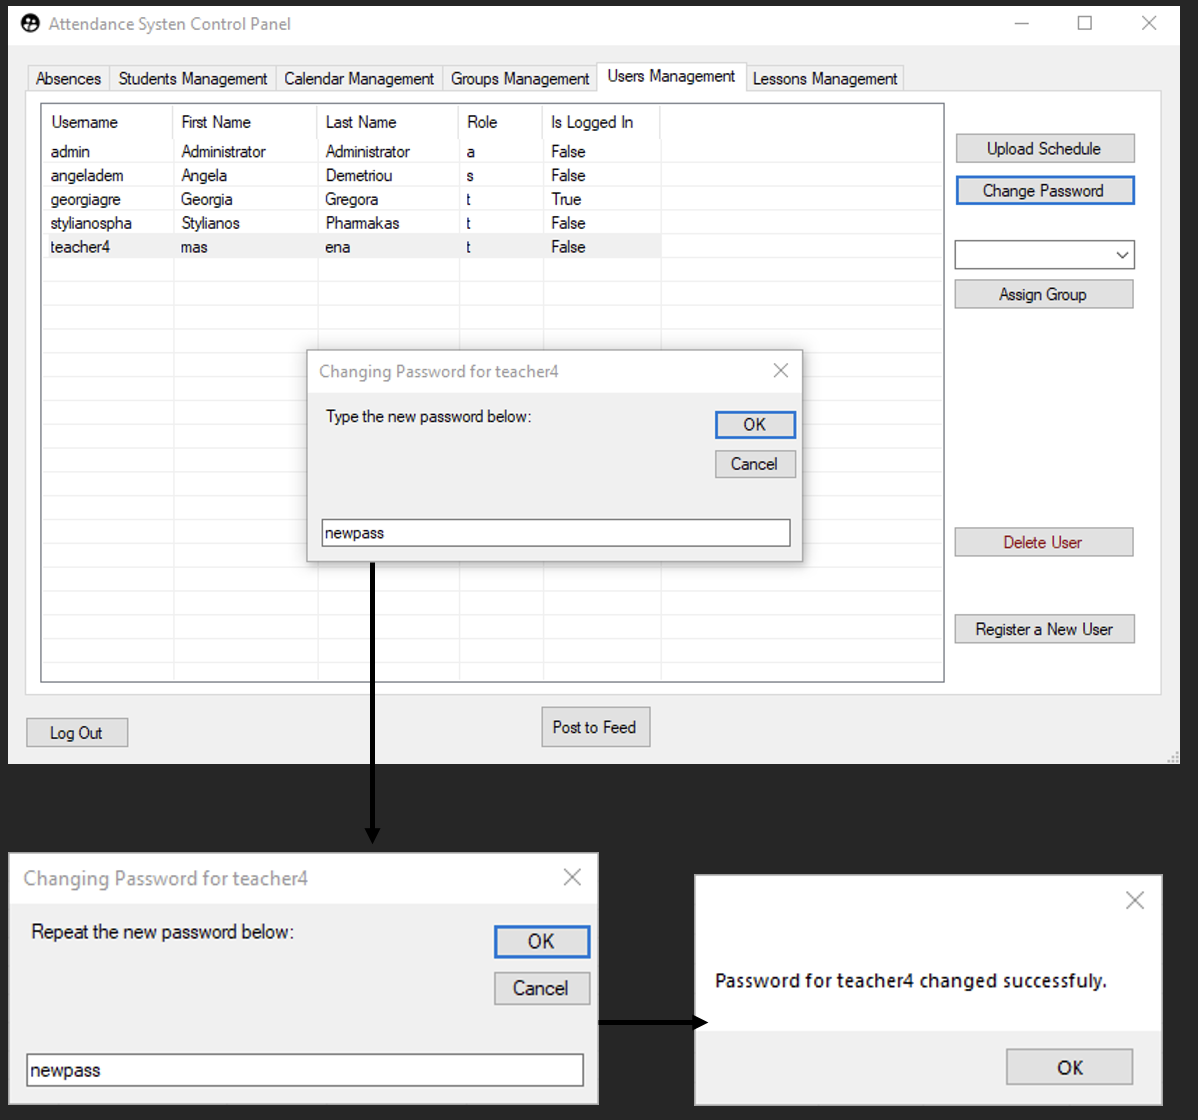 Attendance Systen Control Panel
Absences Students Management Calendar Management Groups Management Users Management Lessons Management
Username First Name Last Name Role Is Logged In
admin Administrator Administrator a False
angeladem Angela Demetriou s False
georgiagre Georgia Gregora t True
stylianospha Stylianos Pharmakas t False
teacher4 mas ena t False
Upload Schedule
Change Password
Assign Group
Delete User
Register a New User
Changing Password for teacher4
Type the new password below:
OK
Cancel
newpass
Log Out
Post to Feed
Changing Password for teacher4
Repeat the new password below:
OK
Cancel
newpass
Password for teacher4 changed successfuly.
OK